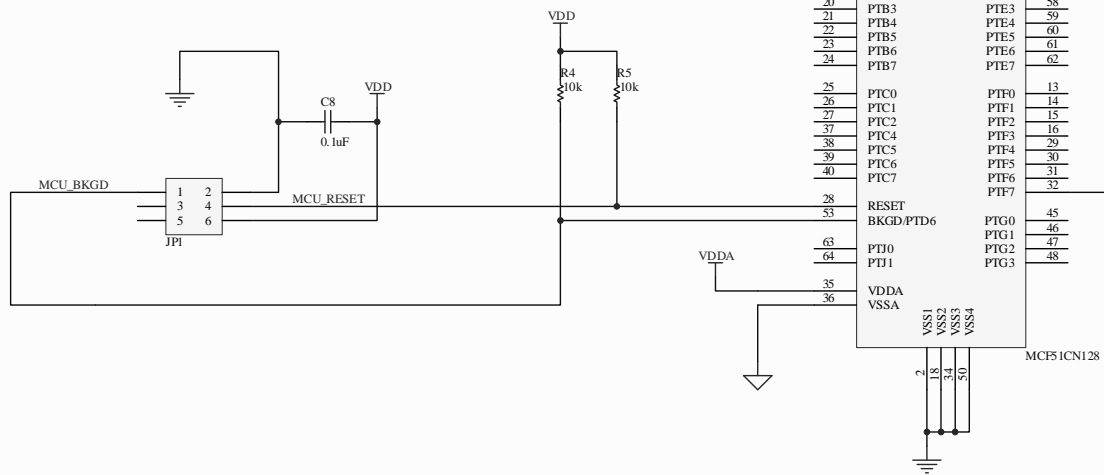 20 PTB3 PTE3 58
21 PTB4 PTE4 59
22 PTB5 PTE5 60
23 PTB6 PTE6 61
24 PTB7 PTE7 62
25 PTC0 PTF0 13
26 PTC1 PTF1 14
27 PTC2 PTF2 15
37 PTC4 PTF3 16
38 PTC5 PTF4 29
39 PTC6 PTF5 30
40 PTC7 PTF6 31
PTF7 32
28 RESET
53 BKGD/PTD6 PTG0 45
PTG1 46
63 PTJ0 PTG2 47
64 PTJ1 PTG3 48
35 VDDA
36 VSSA
VSS1 VSS2 VSS3 VSS4
2 18 34 50
MCF51CN128
VDD
R4
10k
R5
10k
C8
0.1uF
VDD
MCU_BKGD
MCU_RESET
1 2
3 4
5 6
JP1
VDDA